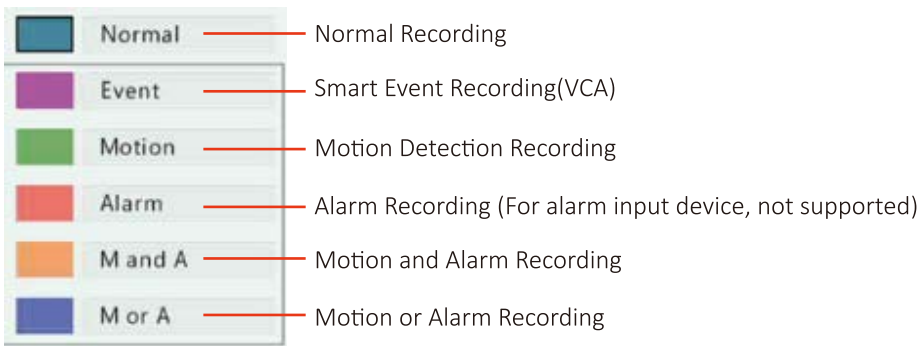 Normal Normal Recording
Event Smart Event Recording(VCA)
Motion Motion Detection Recording
Alarm Alarm Recording (For alarm input device, not supported)
M and A Motion and Alarm Recording
M or A Motion or Alarm Recording